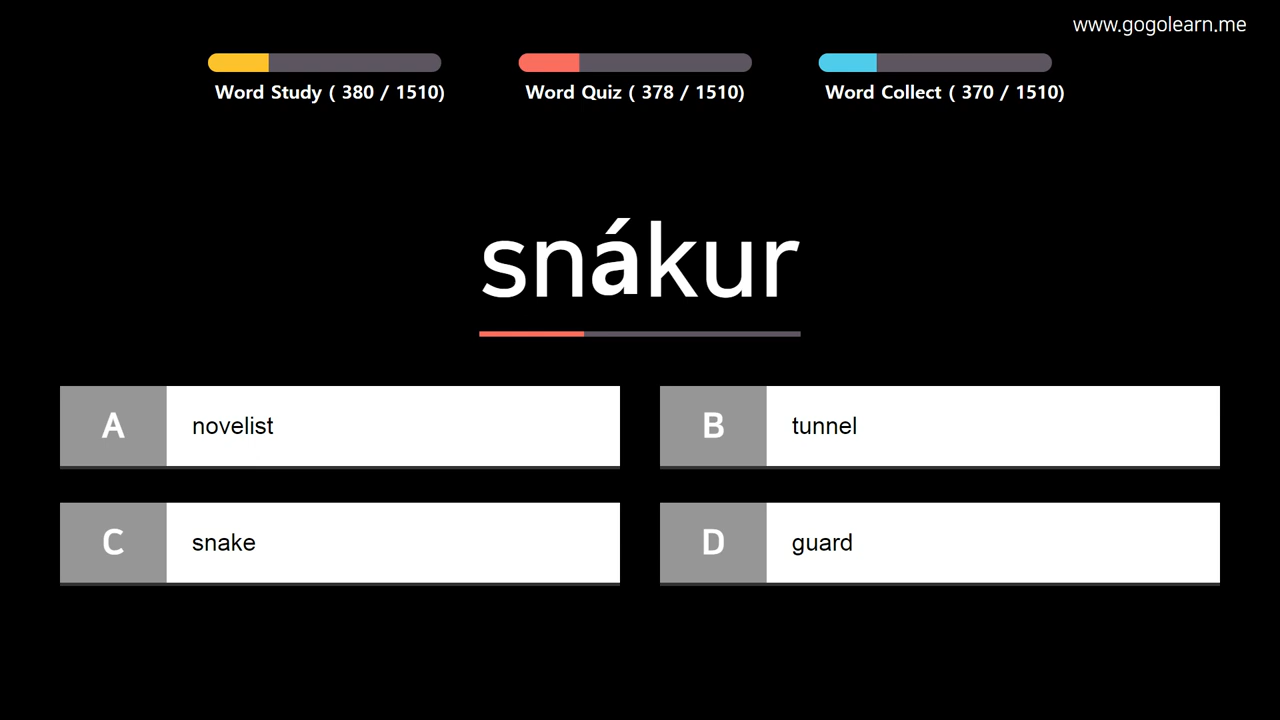 www.gogolearn.me
Word Study ( 380 / 1510)
Word Quiz ( 378 / 1510)
Word Collect ( 370 / 1510)
snákur
A
novelist
B
tunnel
C
snake
D
guard